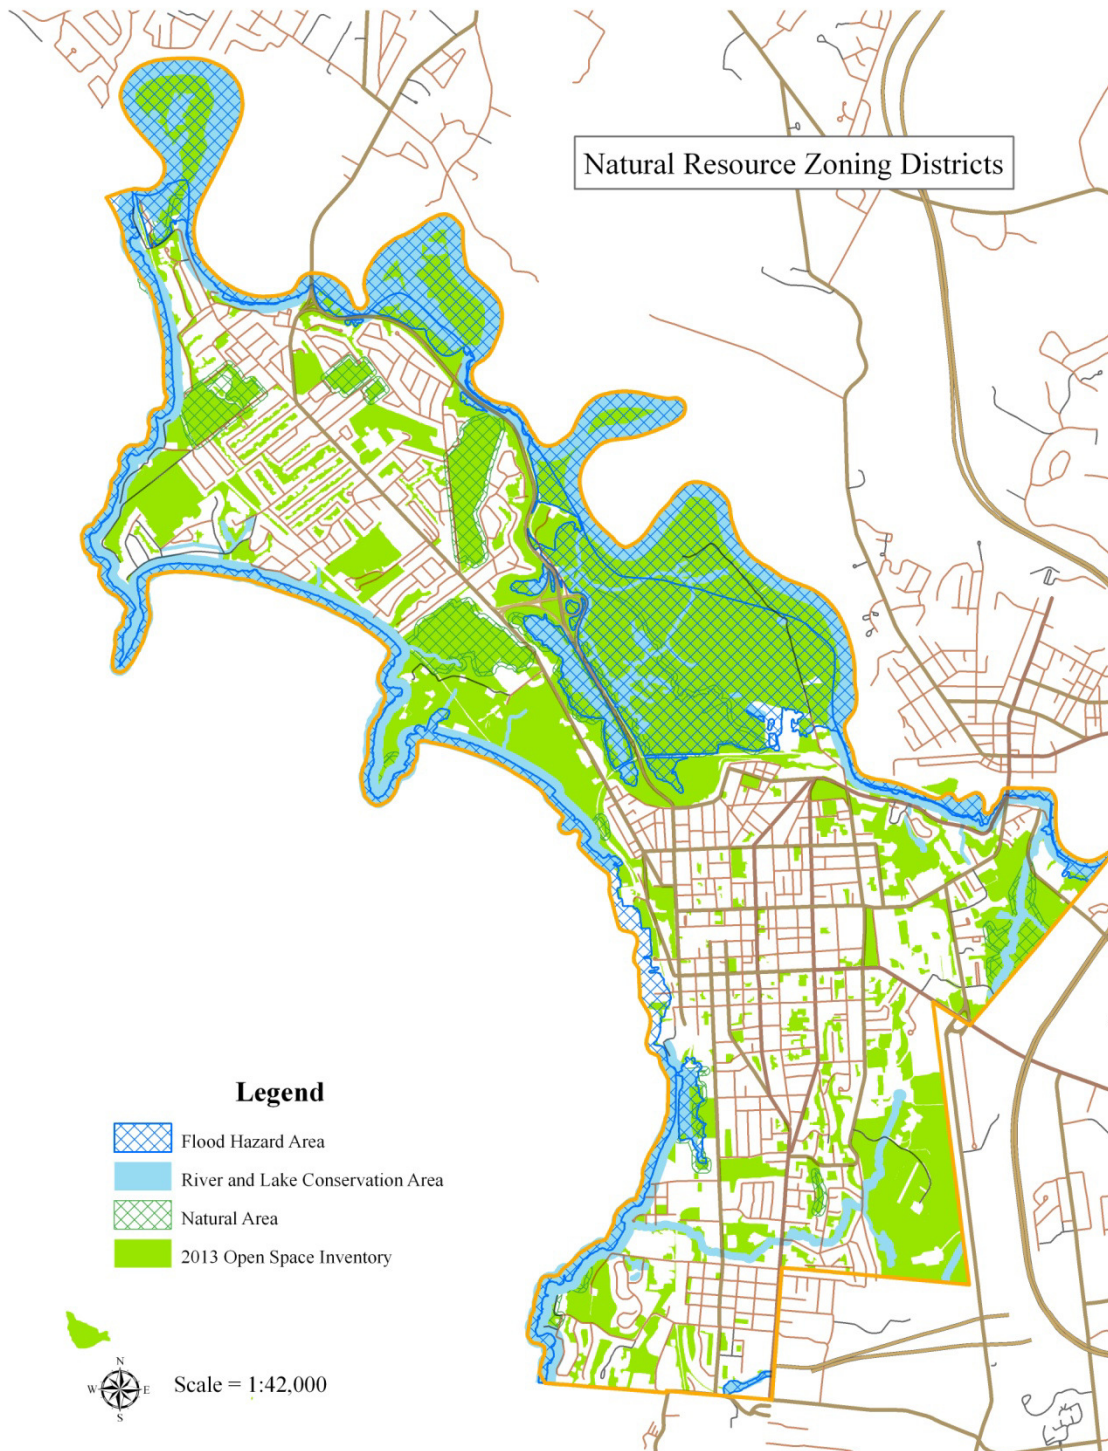 Natural Resource Zoning Districts
Legend
Flood Hazard Area
River and Lake Conservation Area
Natural Area
2013 Open Space Inventory
N
W E
S
Scale = 1:42,000